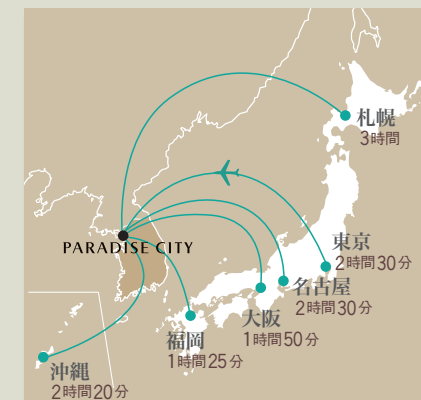 札幌
3時間
PARADISE CITY
東京
2時間30分
名古屋
2時間30分
大阪
1時間50分
福岡
1時間25分
沖縄
2時間20分